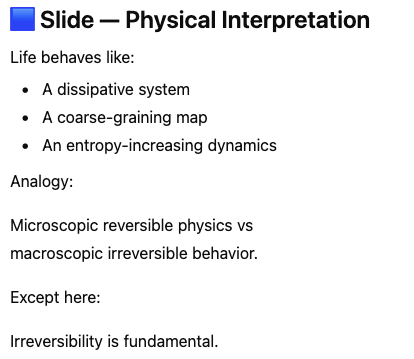 🟦 Slide — Physical Interpretation
Life behaves like:
• A dissipative system
• A coarse-graining map
• An entropy-increasing dynamics
Analogy:
Microscopic reversible physics vs
macroscopic irreversible behavior.
Except here:
Irreversibility is fundamental.